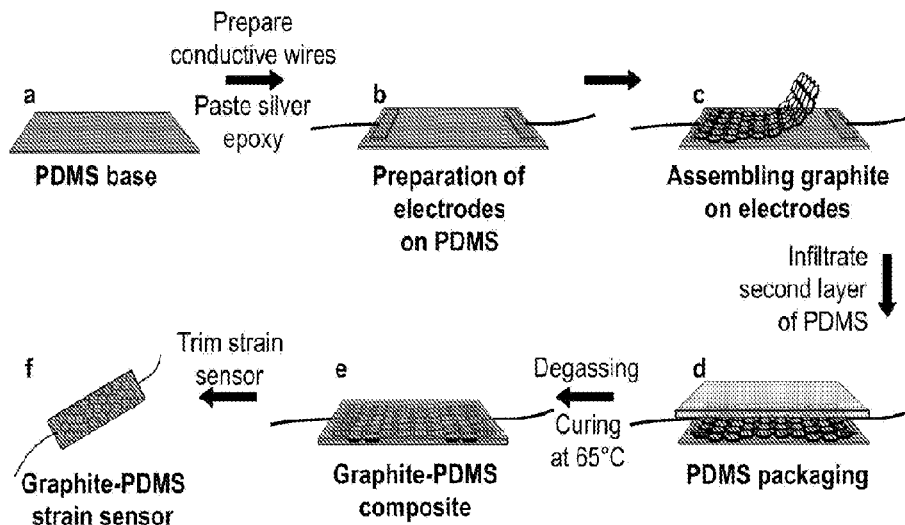 a
PDMS base
Prepare
conductive wires
Paste silver
epoxy
b
Preparation of
electrodes
on PDMS
c
Assembling graphite
on electrodes
Infiltrate
second layer
of PDMS
d
PDMS packaging
Degassing
Curing
at 65°C
e
Graphite-PDMS
composite
Trim strain
sensor
f
Graphite-PDMS
strain sensor